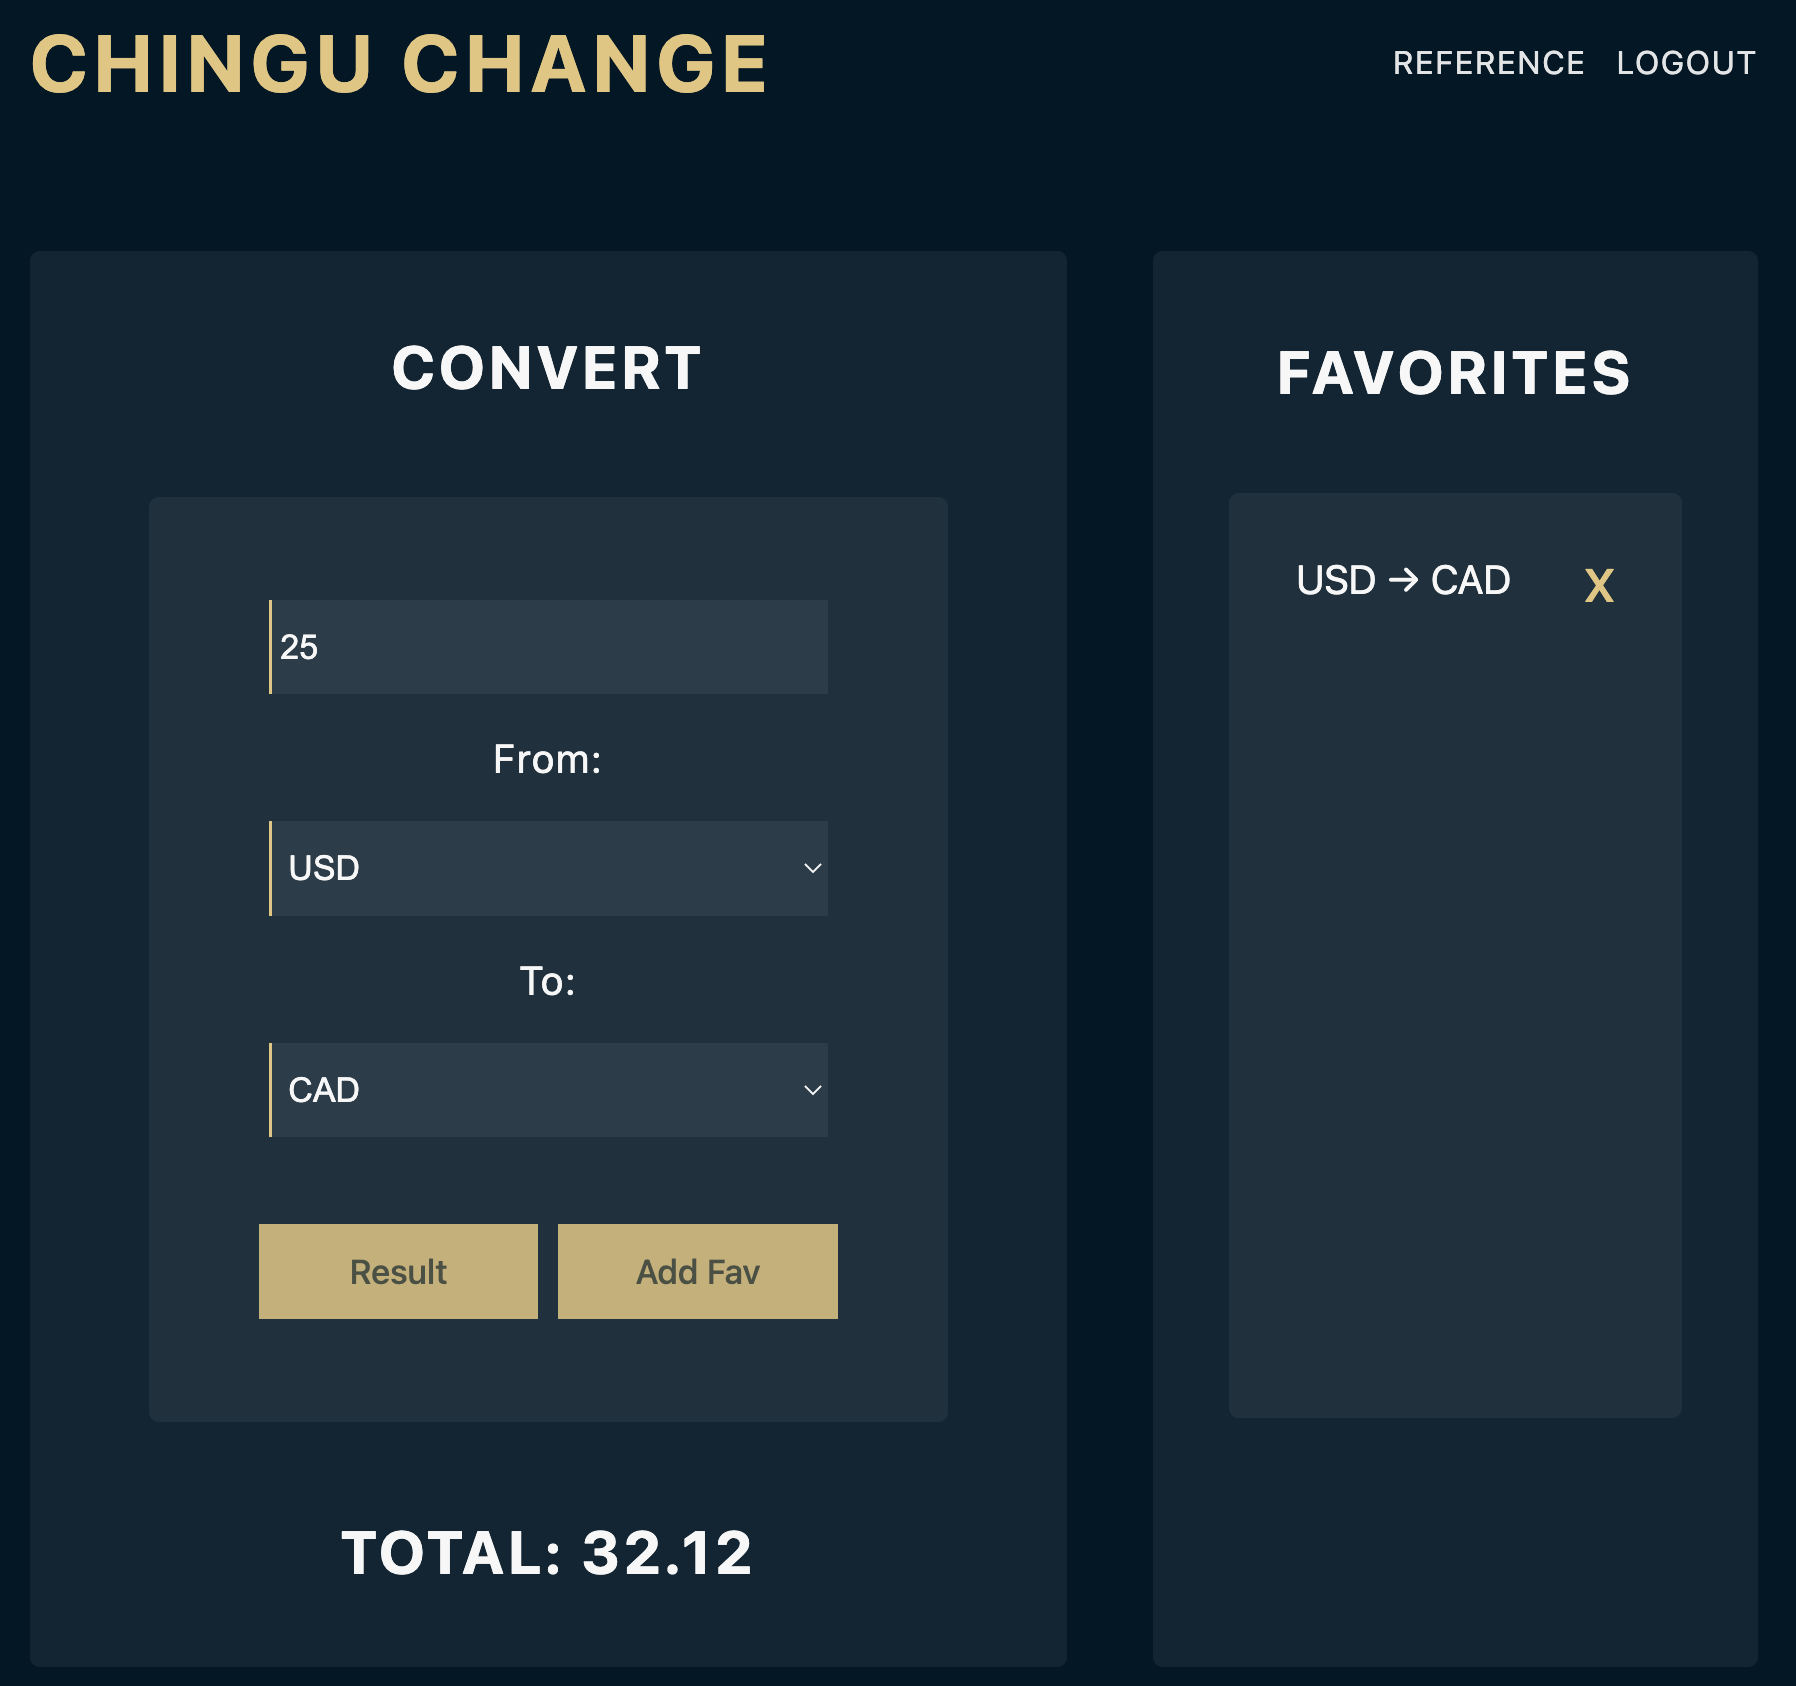 CHINGU CHANGE
REFERENCE LOGOUT
CONVERT
25
From:
USD
To:
CAD
Result
Add Fav
TOTAL: 32.12
FAVORITES
USD → CAD X